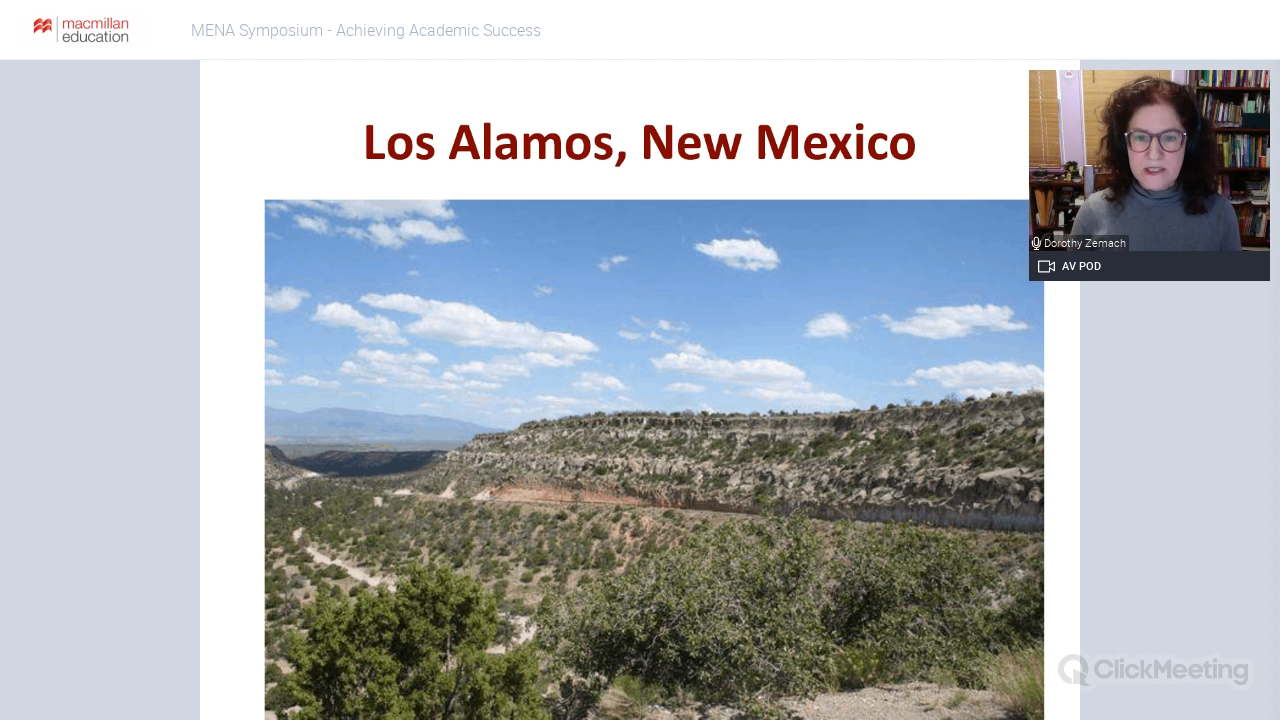 macmillan
education
MENA Symposium - Achieving Academic Success
Los Alamos, New Mexico
Dorothy Zemach
AV POD
ClickMeeting